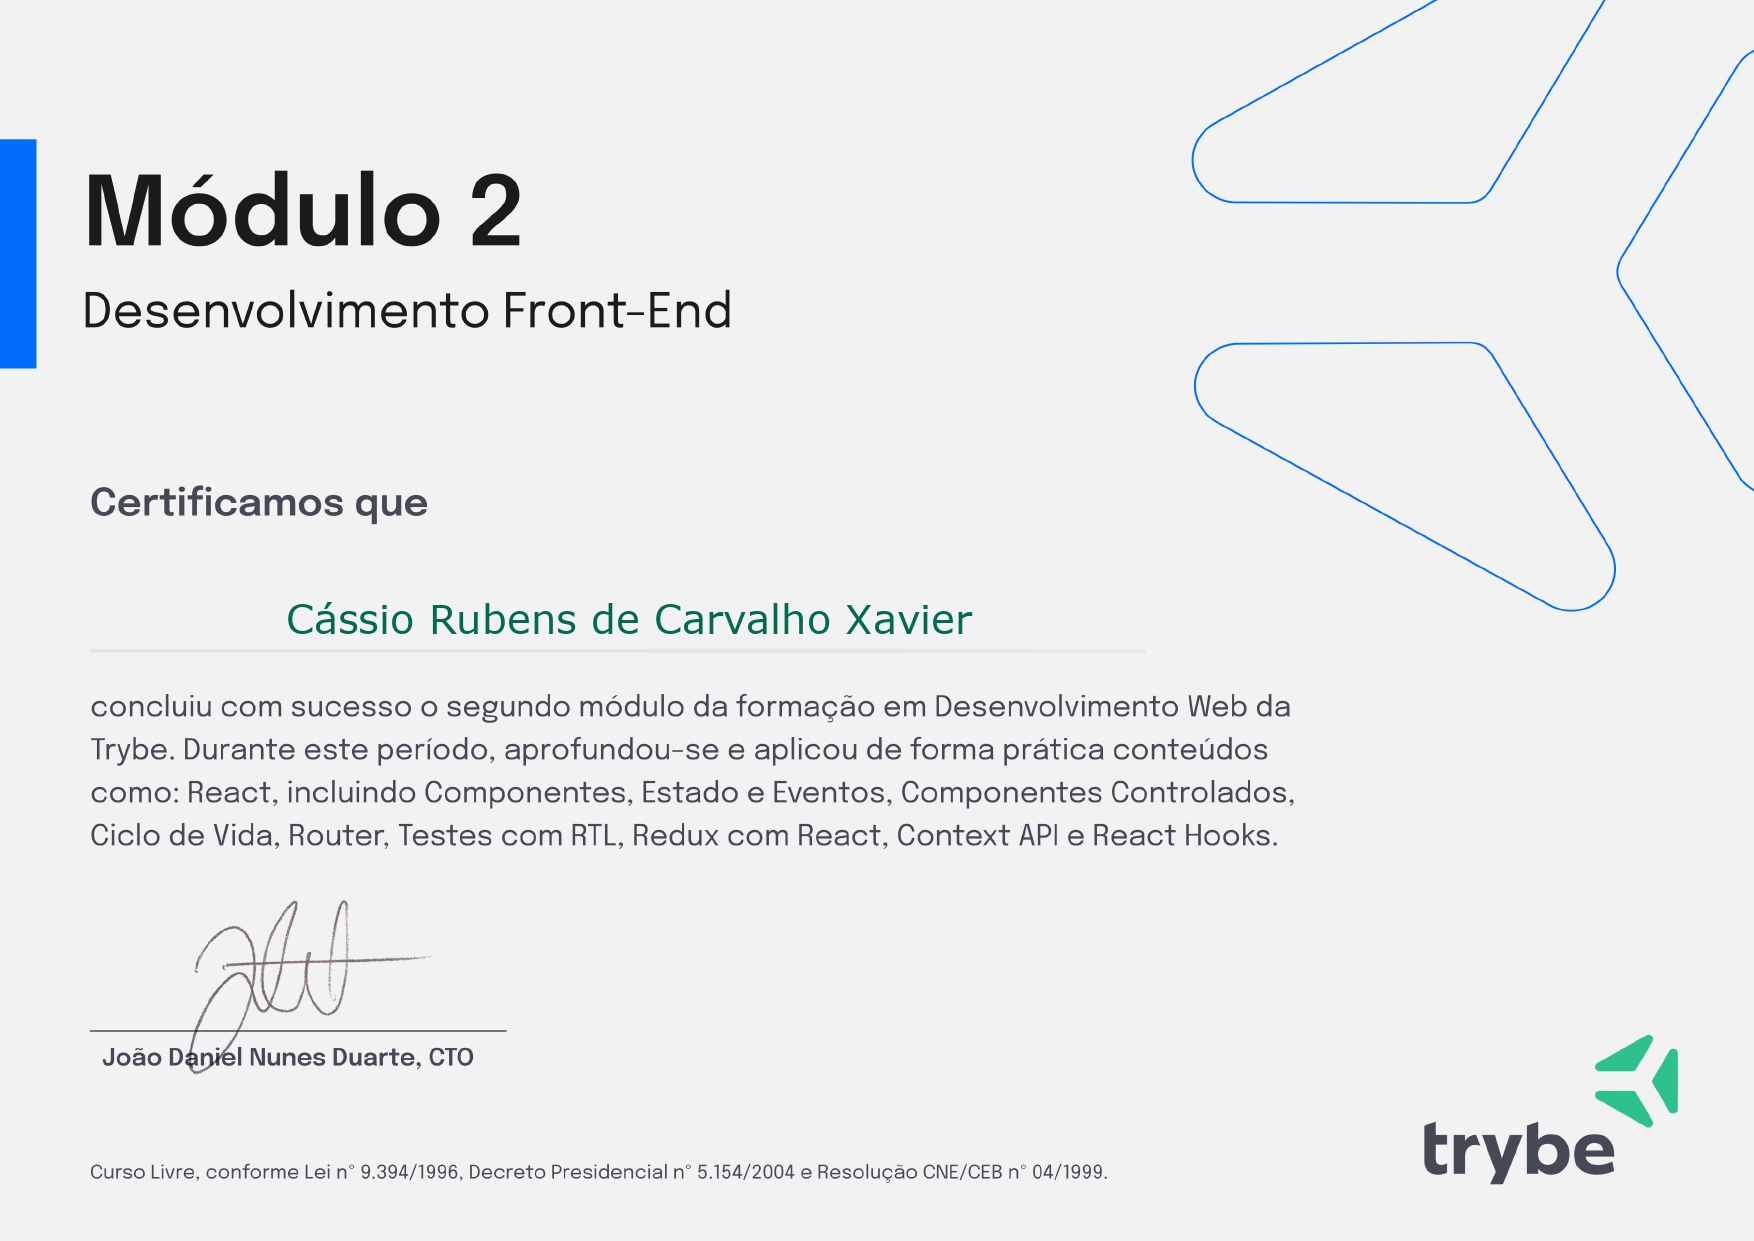 Módulo 2
Desenvolvimento Front-End
Certificamos que
Cássio Rubens de Carvalho Xavier
concluiu com sucesso o segundo módulo da formação em Desenvolvimento Web da
Trybe. Durante este período, aprofundou-se e aplicou de forma prática conteúdos
como: React, incluindo Componentes, Estado e Eventos, Componentes Controlados,
Ciclo de Vida, Router, Testes com RTL, Redux com React, Context API e React Hooks.
João Daniel Nunes Duarte, CTO
trybe
Curso Livre, conforme Lei n° 9.394/1996, Decreto Presidencial n° 5.154/2004 e Resolução CNE/CEB n° 04/1999.